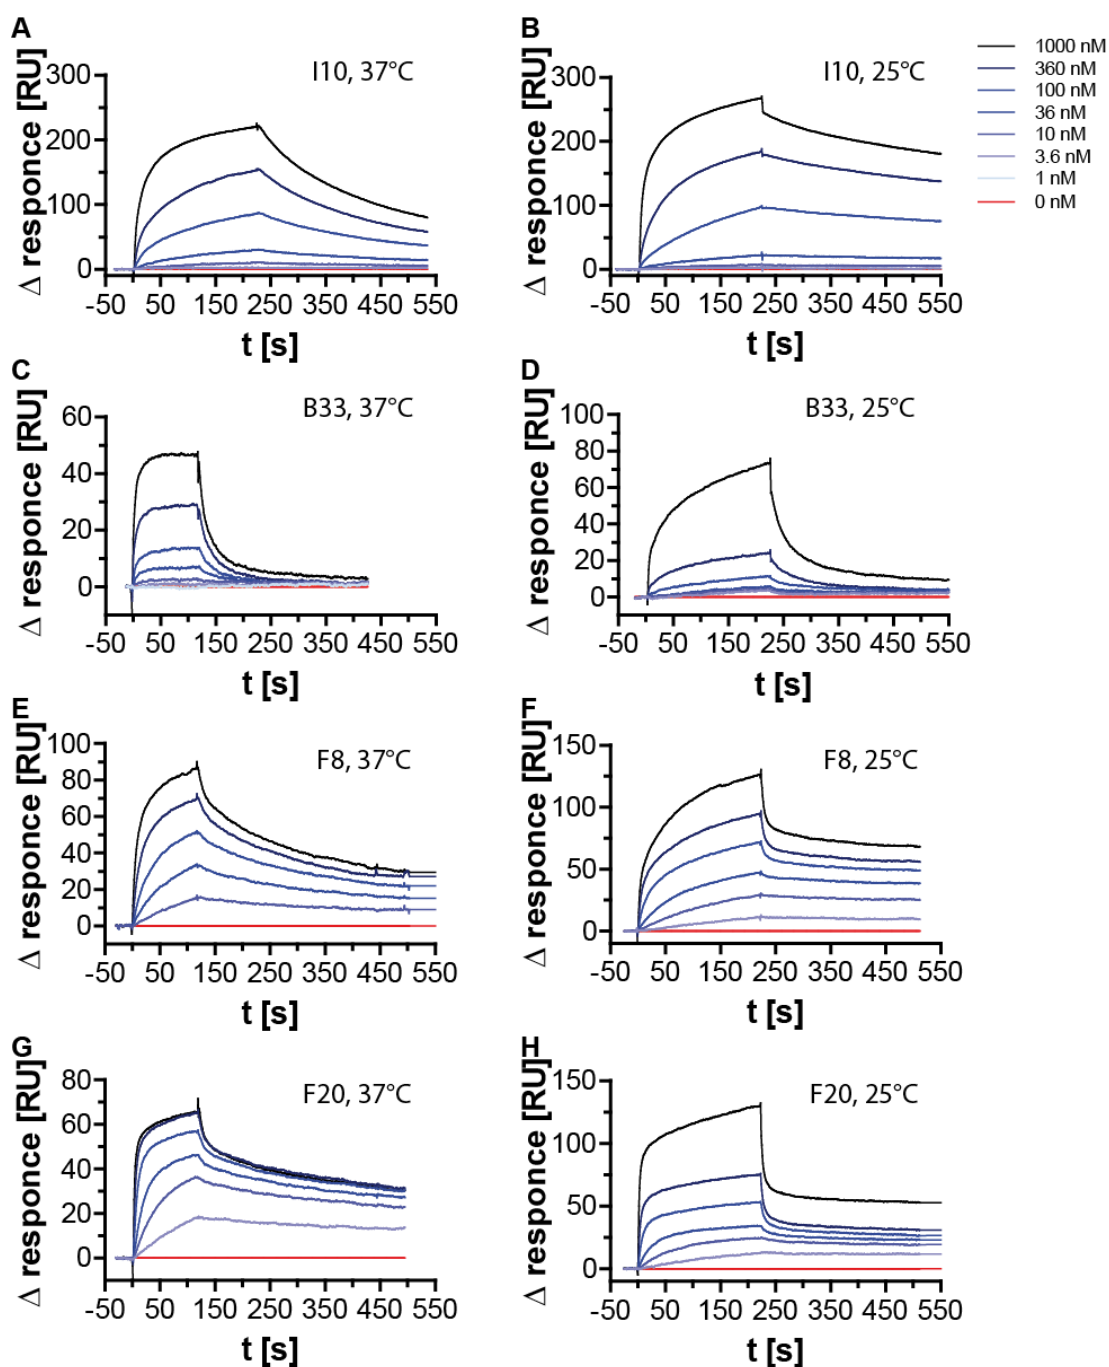 A
Δ responce [RU]
I10, 37°C
300
200
100
0
-50 50 150 250 350 450 550
t [s]
B
Δ responce [RU]
I10, 25°C
300
200
100
0
-50 50 150 250 350 450 550
t [s]
1000 nM
360 nM
100 nM
36 nM
10 nM
3.6 nM
1 nM
0 nM
C
Δ responce [RU]
B33, 37°C
60
40
20
0
-50 50 150 250 350 450 550
t [s]
D
Δ responce [RU]
B33, 25°C
100
80
60
40
20
0
-50 50 150 250 350 450 550
t [s]
E
Δ responce [RU]
F8, 37°C
100
80
60
40
20
0
-50 50 150 250 350 450 550
t [s]
F
Δ responce [RU]
F8, 25°C
150
100
50
0
-50 50 150 250 350 450 550
t [s]
G
Δ responce [RU]
F20, 37°C
80
60
40
20
0
-50 50 150 250 350 450 550
t [s]
H
Δ responce [RU]
F20, 25°C
150
100
50
0
-50 50 150 250 350 450 550
t [s]